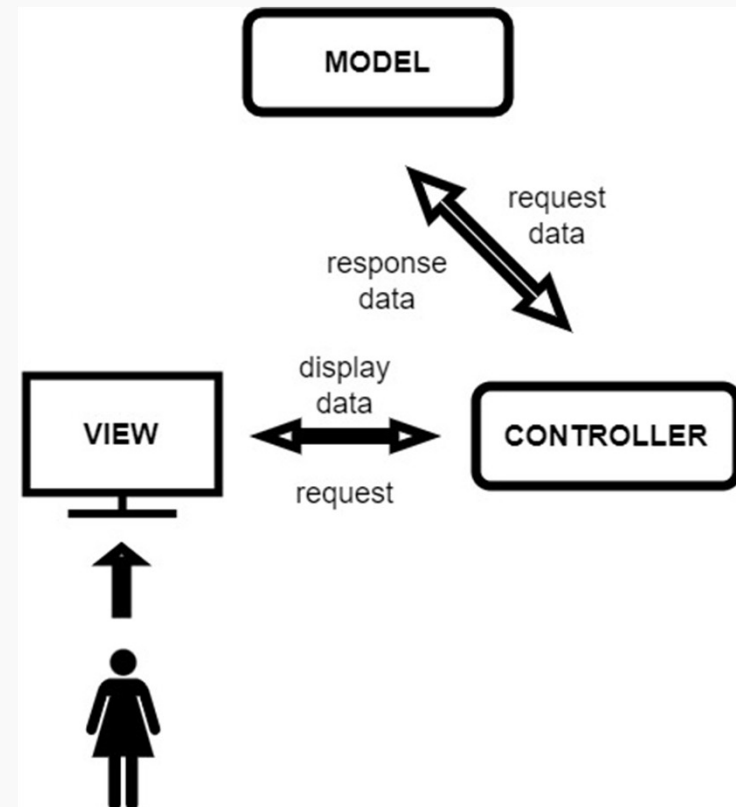 MODEL
request
data
response
data
display
data
VIEW
CONTROLLER
request